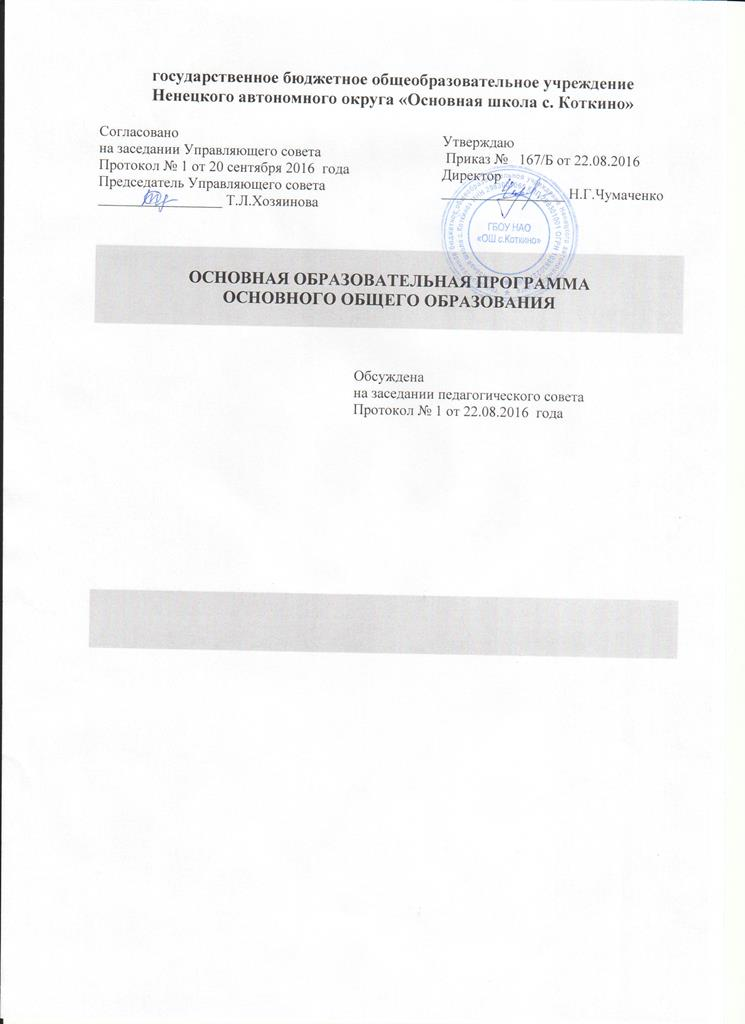 государственное бюджетное общеобразовательное учреждение
Ненецкого автономного округа «Основная школа с. Коткино»
Согласовано
на заседании Управляющего совета
Протокол № 1 от 20 сентября 2016 года
Председатель Управляющего совета
_________________ Т.Л.Хозяинова
Утверждаю
Приказ № 167/Б от 22.08.2016
Директор
_________________ Н.Г.Чумаченко
ГБОУ НАО
«ОШ с.Коткино»
ОСНОВНАЯ ОБРАЗОВАТЕЛЬНАЯ ПРОГРАММА
ОСНОВНОГО ОБЩЕГО ОБРАЗОВАНИЯ
Обсуждена
на заседании педагогического совета
Протокол № 1 от 22.08.2016 года